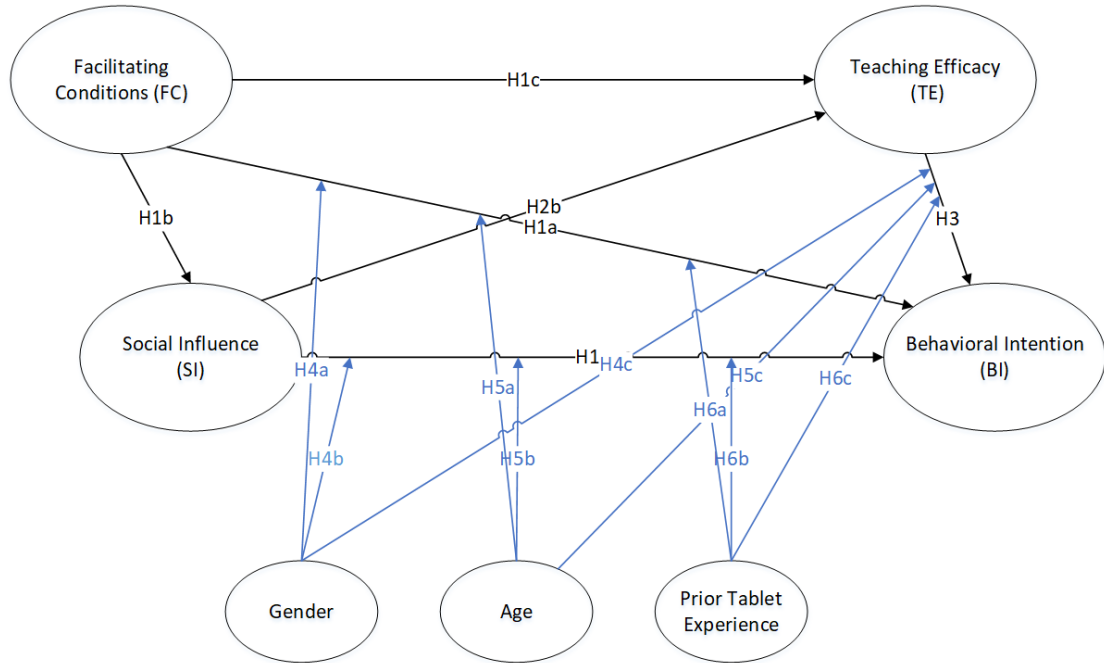 Facilitating
Conditions (FC)
Teaching Efficacy
(TE)
H1c
H1b
H2b
H1a
H3
Social Influence
(SI)
H1
Behavioral Intention
(BI)
H4a
H4c
H5a
H5c
H6c
H6a
H4b
H5b
H6b
Gender
Age
Prior Tablet
Experience